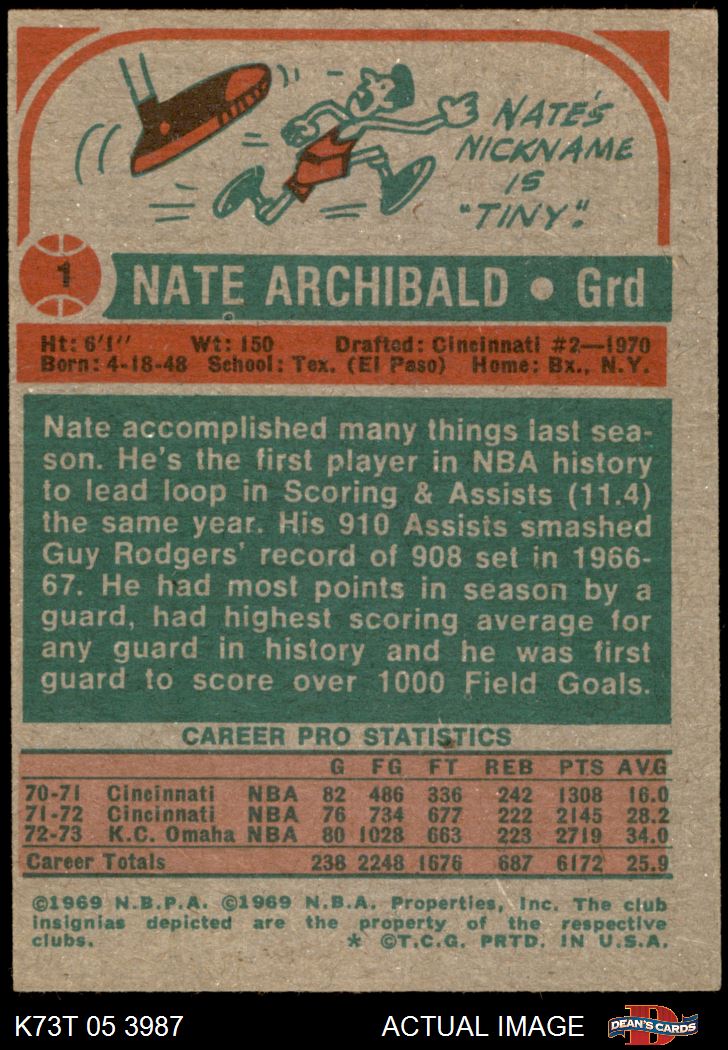 NATE'S
NICKNAME
IS
"TINY".
1
NATE ARCHIBALD • Grd
Ht: 6'1" Wt: 150 Drafted: Cincinnati #2—1970
Born: 4-18-48 School: Tex. (El Paso) Home: Bx., N.Y.
Nate accomplished many things last sea-
son. He's the first player in NBA history
to lead loop in Scoring & Assists (11.4)
the same year. His 910 Assists smashed
Guy Rodgers' record of 908 set in 1966-
67. He had most points in season by a
guard, had highest scoring average for
any guard in history and he was first
guard to score over 1000 Field Goals.
CAREER PRO STATISTICS
G FG FT REB PTS AVG
70-71 Cincinnati NBA 82 486 336 242 1308 16.0
71-72 Cincinnati NBA 76 734 677 222 2145 28.2
72-73 K.C. Omaha NBA 80 1028 663 223 2719 34.0
Career Totals 238 2248 1676 687 6172 25.9
©1969 N.B.P.A. ©1969 N.B.A. Properties, Inc. The club
insignias depicted are the property of the respective
clubs. * ©T.C.G. PRTD. IN U.S.A.
K73T 05 3987 ACTUAL IMAGE D DEAN'S CARDS